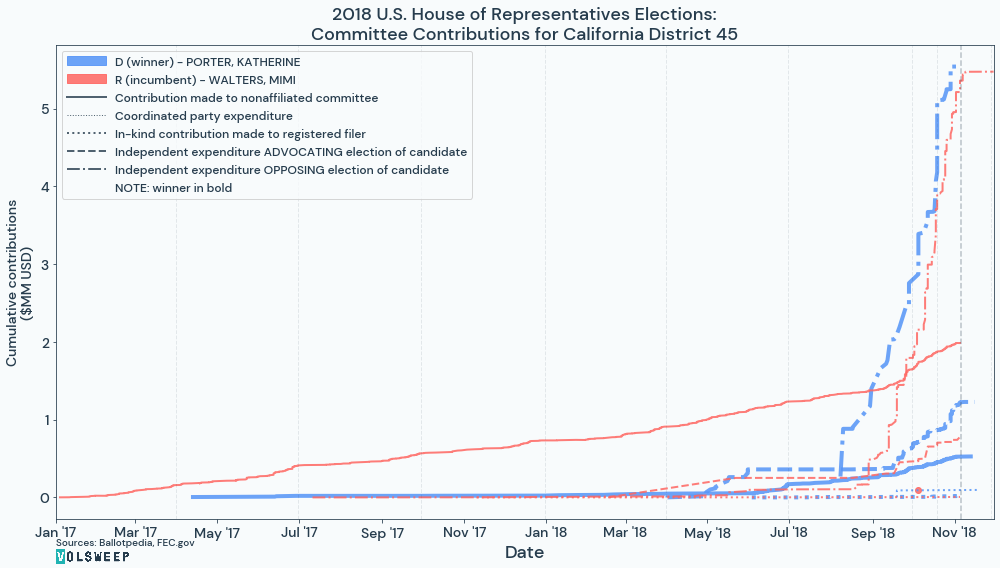 2018 U.S. House of Representatives Elections:
Committee Contributions for California District 45
D (winner) - PORTER, KATHERINE
R (incumbent) - WALTERS, MIMI
Contribution made to nonaffiliated committee
Coordinated party expenditure
In-kind contribution made to registered filer
Independent expenditure ADVOCATING election of candidate
Independent expenditure OPPOSING election of candidate
NOTE: winner in bold
Cumulative contributions
($MM USD)
5
4
3
2
1
0
Jan '17 Mar '17 May '17 Jul '17 Sep '17 Nov '17 Jan '18 Mar '18 May '18 Jul '18 Sep '18 Nov '18
Date
Sources: Ballotpedia, FEC.gov
VOLSWEEP